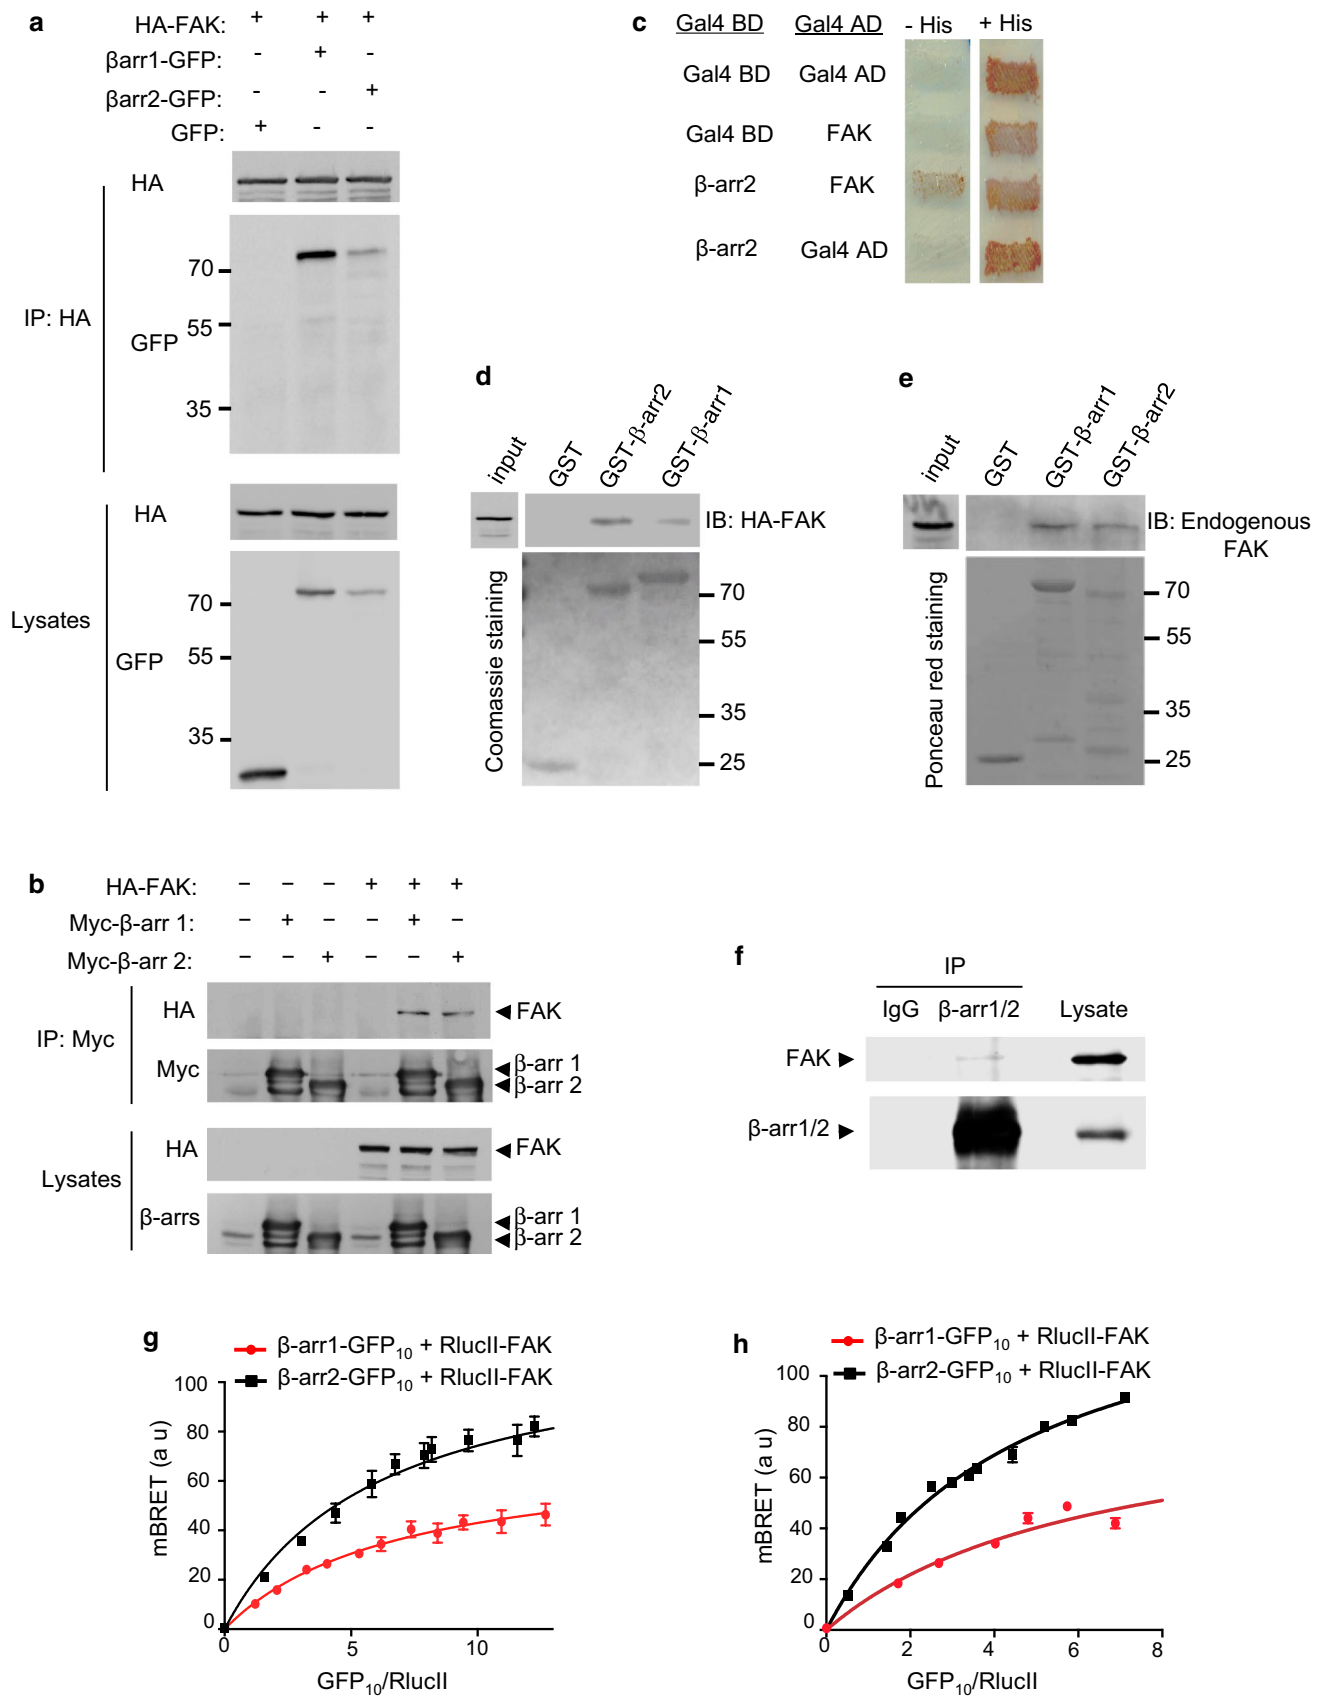 a
HA-FAK: + + +
βarr1-GFP: - + -
βarr2-GFP: - - +
GFP: + - -
IP: HA
HA
GFP
70
55
35
Lysates
HA
GFP
70
55
35
b
HA-FAK: − − − + + +
Myc-β-arr 1: − + − − + −
Myc-β-arr 2: − − + − − +
IP: Myc
HA
FAK
Myc
β-arr 1
β-arr 2
Lysates
HA
FAK
β-arrs
β-arr 1
β-arr 2
c
Gal4 BD Gal4 AD - His + His
Gal4 BD Gal4 AD
Gal4 BD FAK
β-arr2 FAK
β-arr2 Gal4 AD
d
input GST GST-β-arr2 GST-β-arr1
IB: HA-FAK
Coomassie staining
70
55
35
25
e
input GST GST-β-arr1 GST-β-arr2
IB: Endogenous
FAK
Ponceau red staining
70
55
35
25
f
IP
IgG β-arr1/2 Lysate
FAK
β-arr1/2
g
β-arr1-GFP10 + RlucII-FAK
β-arr2-GFP10 + RlucII-FAK
mBRET (a u)
100
80
60
40
20
0
0 5 10
GFP10/RlucII
h
β-arr1-GFP10 + RlucII-FAK
β-arr2-GFP10 + RlucII-FAK
mBRET (a u)
100
80
60
40
20
0
0 2 4 6 8
GFP10/RlucII